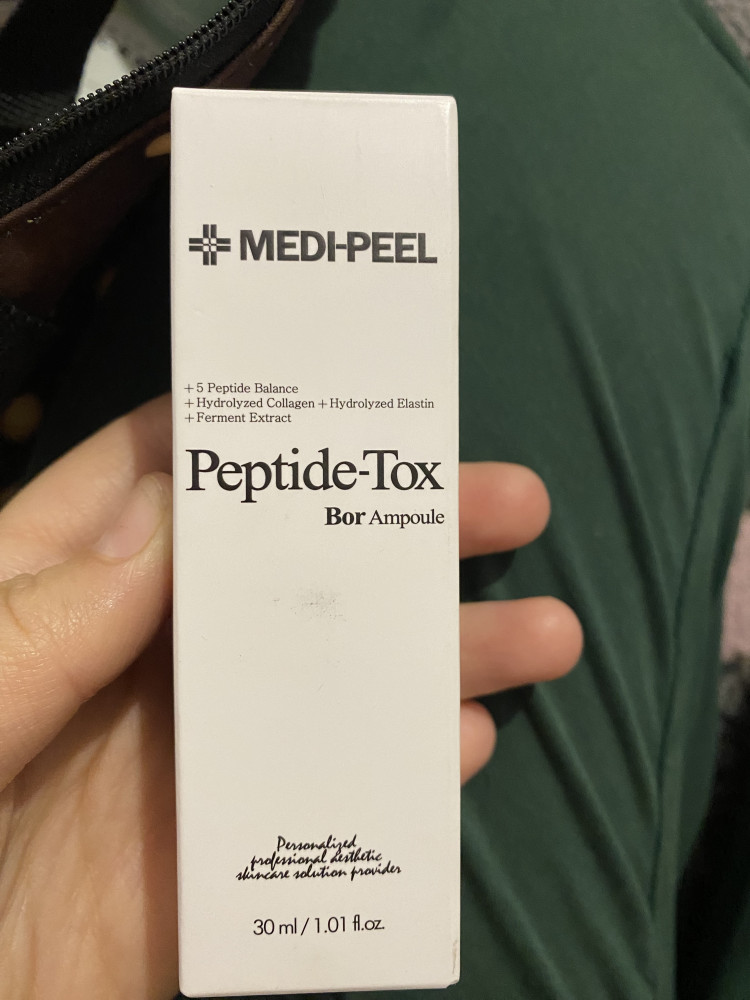 MEDI-PEEL
+5 Peptide Balance
+Hydrolyzed Collagen +Hydrolyzed Elastin
+Ferment Extract
Peptide-Tox
Bor Ampoule
Personalized
professional aesthetic
skincare solution provider
30 ml / 1.01 fl.oz.